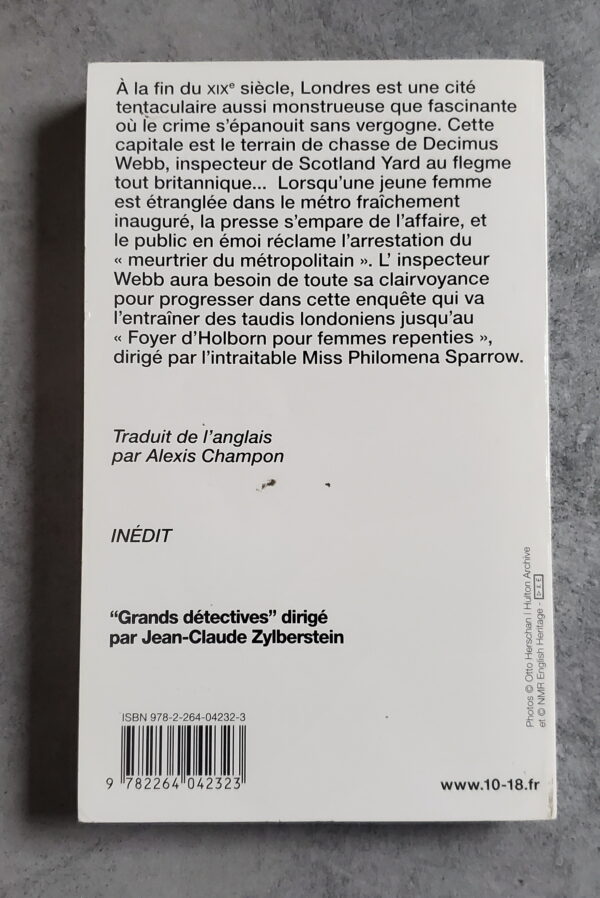 À la fin du XIXᵉ siècle, Londres est une cité
tentaculaire aussi monstrueuse que fascinante
où le crime s'épanouit sans vergogne. Cette
capitale est le terrain de chasse de Decimus
Webb, inspecteur de Scotland Yard au flegme
tout britannique... Lorsqu'une jeune femme
est étranglée dans le métro fraîchement
inauguré, la presse s'empare de l'affaire, et
le public en émoi réclame l'arrestation du
« meurtrier du métropolitain ». L' inspecteur
Webb aura besoin de toute sa clairvoyance
pour progresser dans cette enquête qui va
l'entraîner des taudis londoniens jusqu'au
« Foyer d'Holborn pour femmes repenties »,
dirigé par l'intraitable Miss Philomena Sparrow.
Traduit de l'anglais
par Alexis Champon
INÉDIT
“Grands détectives” dirigé
par Jean-Claude Zylberstein
Photos © Otto Herschan | Hulton Archive
et © NMR English Heritage -
ISBN 978-2-264-04232-3
9 782264 042323
www.10-18.fr